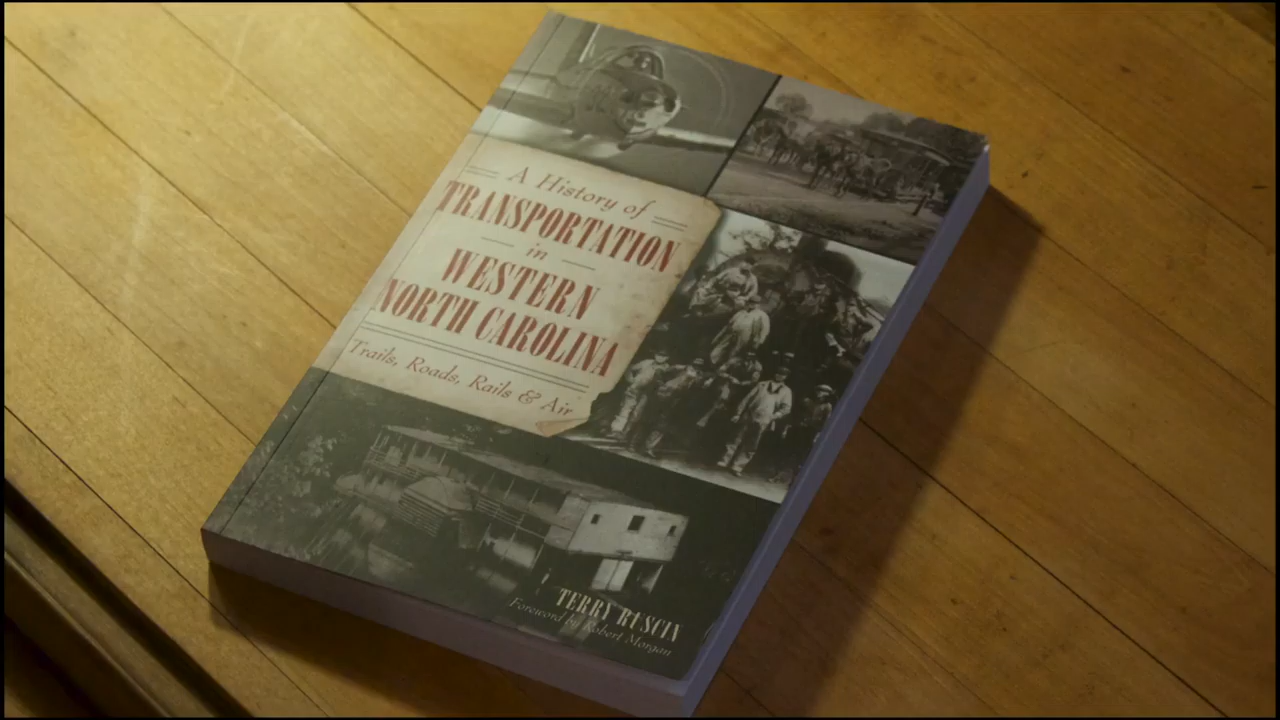 A History of
TRANSPORTATION
in
WESTERN
NORTH CAROLINA
Trails, Roads, Rails & Air
TERRY RUSCIN
Foreword by Robert Morgan